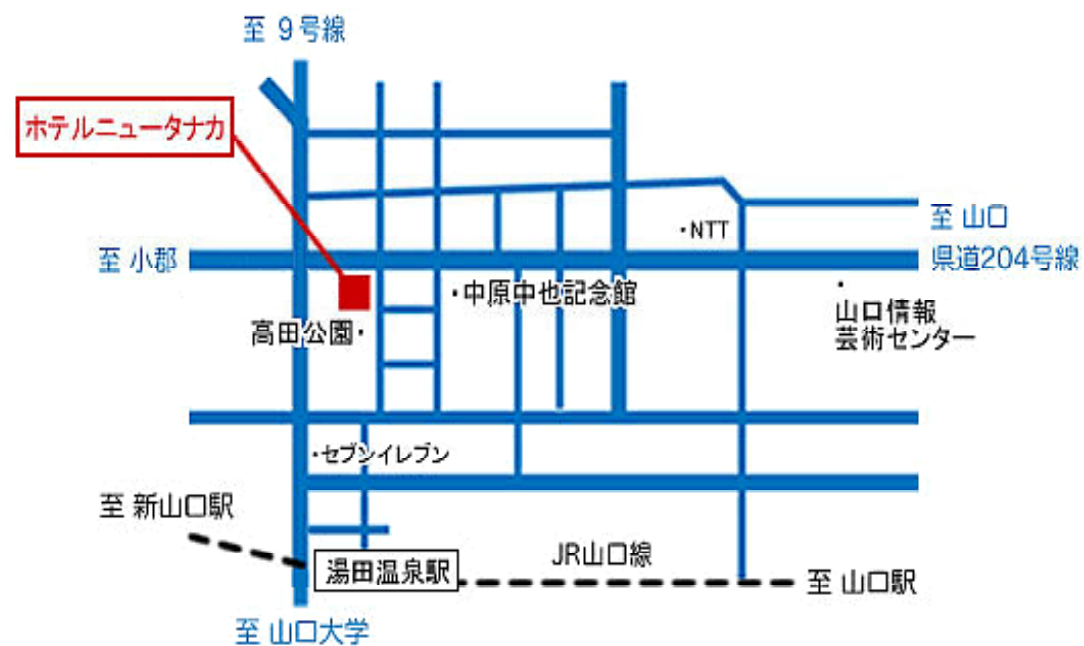 至 9号線
ホテルニュータナカ
至 山口
・NTT
至 小郡
県道204号線
・中原中也記念館
・
山口情報
芸術センター
高田公園・
・セブンイレブン
至 新山口駅
JR山口線
湯田温泉駅
至 山口駅
至 山口大学